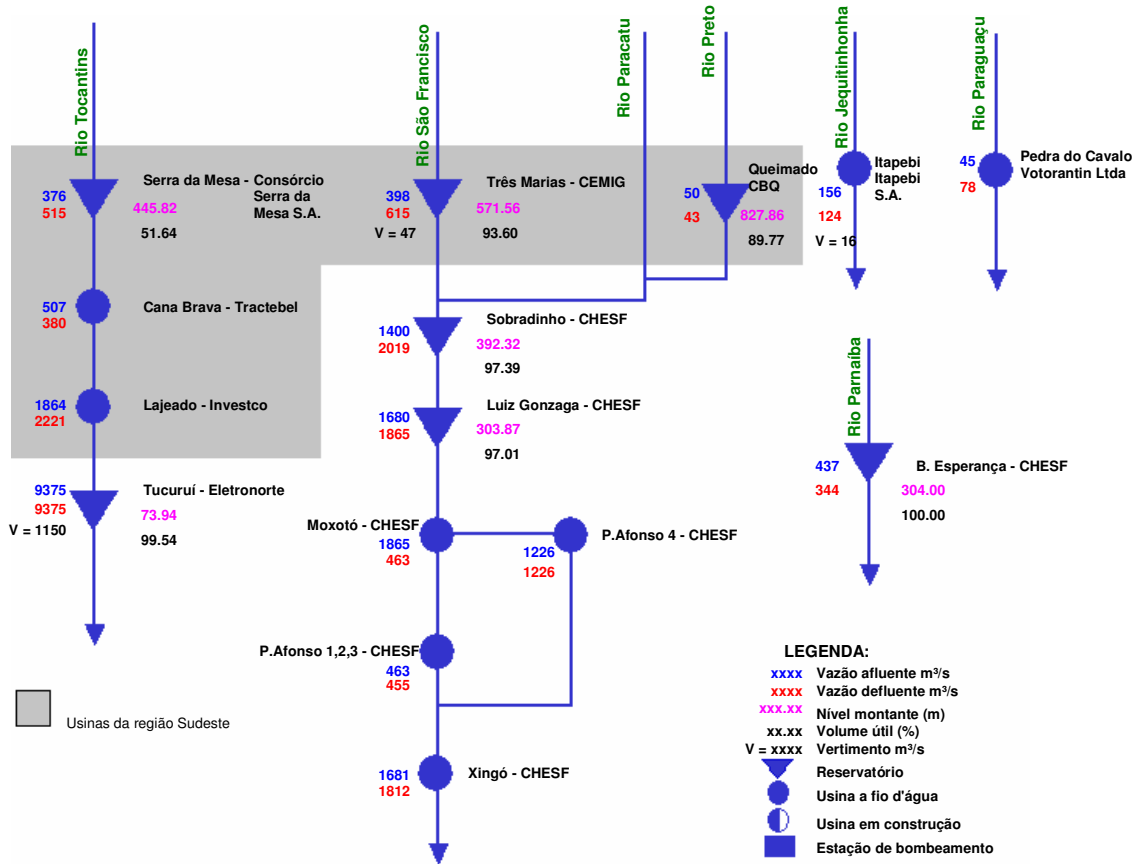 Rio Tocantins
Serra da Mesa - Consórcio
Serra da
Mesa S.A.
376
515
445.82
51.64
Cana Brava - Tractebel
507
380
Lajeado - Investco
1864
2221
Tucuruí - Eletronorte
9375
9375
V = 1150
73.94
99.54
Usinas da região Sudeste
Rio São Francisco
Três Marias - CEMIG
398
615
V = 47
571.56
93.60
Rio Paracatu
Rio Preto
Queimado
CBQ
50
43
827.86
89.77
Sobradinho - CHESF
1400
2019
392.32
97.39
Luiz Gonzaga - CHESF
1680
1865
303.87
97.01
Moxotó - CHESF
1865
463
P.Afonso 4 - CHESF
1226
1226
P.Afonso 1,2,3 - CHESF
463
455
Xingó - CHESF
1681
1812
Rio Jequitinhonha
Itapebi
Itapebi
S.A.
156
124
V = 16
Rio Paraguaçu
Pedra do Cavalo
Votorantin Ltda
45
78
Rio Parnaíba
B. Esperança - CHESF
437
344
304.00
100.00
LEGENDA:
xxxx Vazão afluente m³/s
xxxx Vazão defluente m³/s
xxx.xx Nível montante (m)
xx.xx Volume útil (%)
V = xxxx Vertimento m³/s
Reservatório
Usina a fio d'água
Usina em construção
Estação de bombeamento